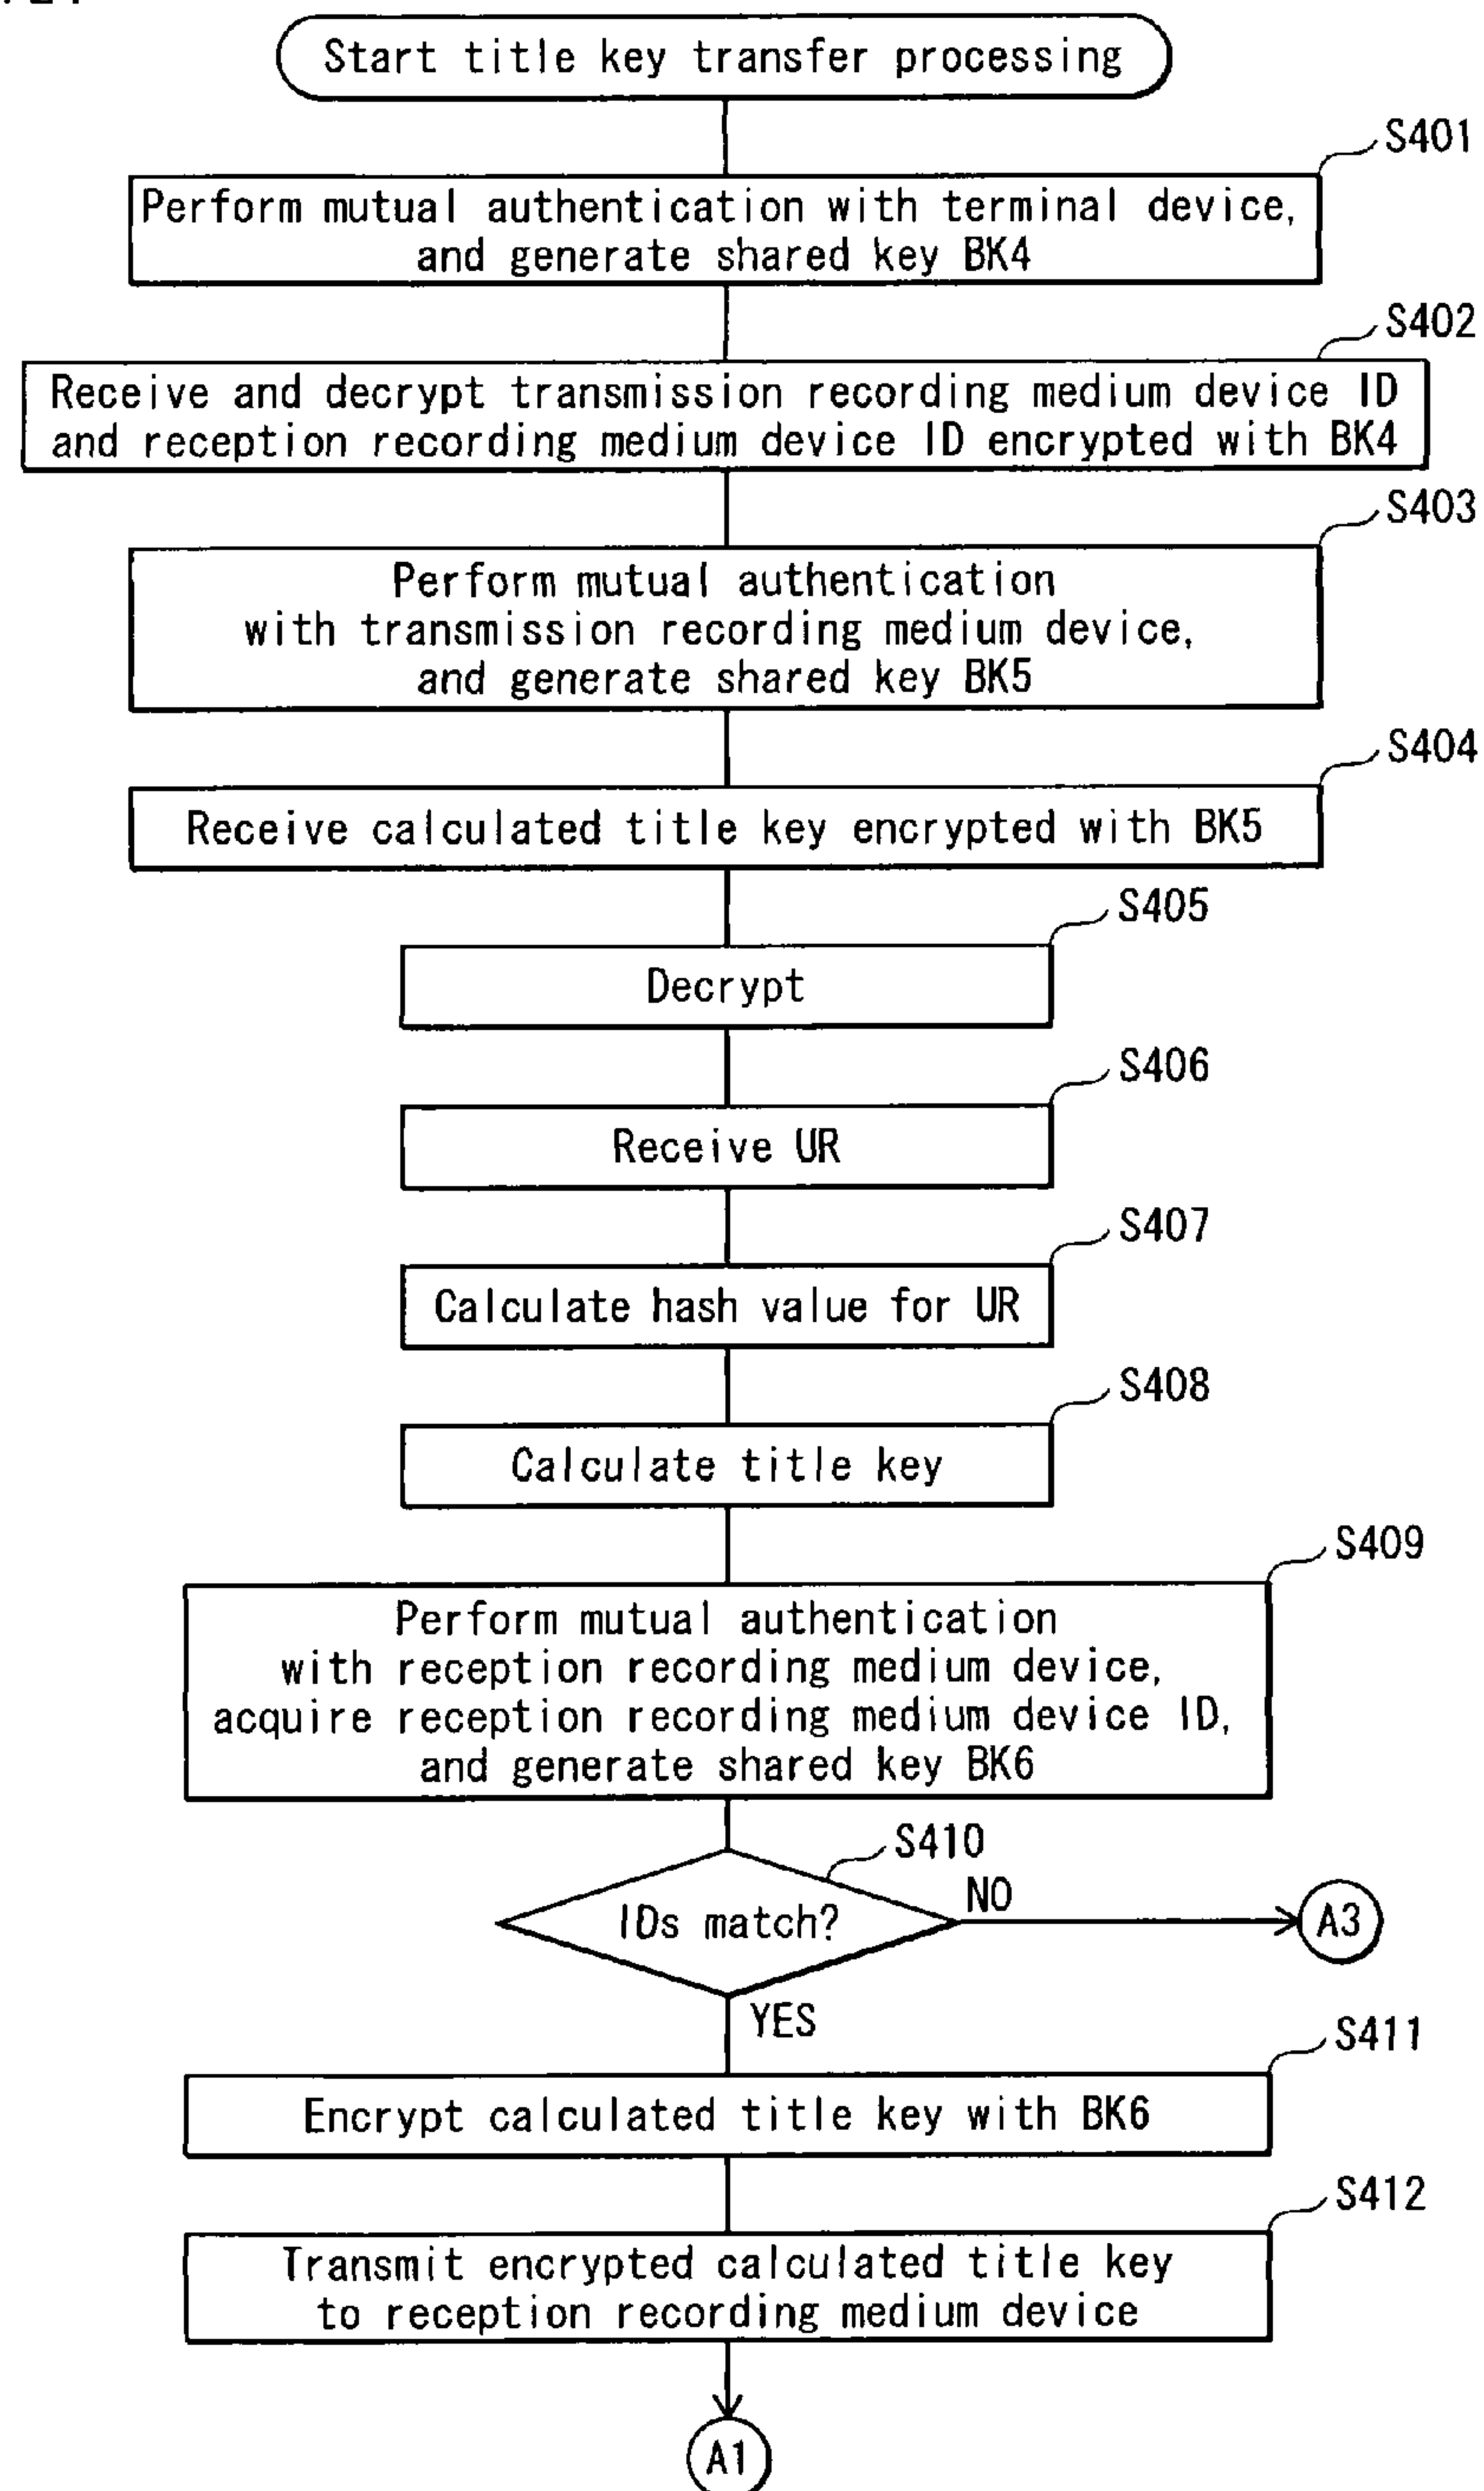 Start title key transfer processing
S401
Perform mutual authentication with terminal device,
and generate shared key BK4
S402
Receive and decrypt transmission recording medium device ID
and reception recording medium device ID encrypted with BK4
S403
Perform mutual authentication
with transmission recording medium device,
and generate shared key BK5
S404
Receive calculated title key encrypted with BK5
S405
Decrypt
S406
Receive UR
S407
Calculate hash value for UR
S408
Calculate title key
S409
Perform mutual authentication
with reception recording medium device,
acquire reception recording medium device ID,
and generate shared key BK6
S410
IDs match?
NO
A3
YES
S411
Encrypt calculated title key with BK6
S412
Transmit encrypted calculated title key
to reception recording medium device
A1